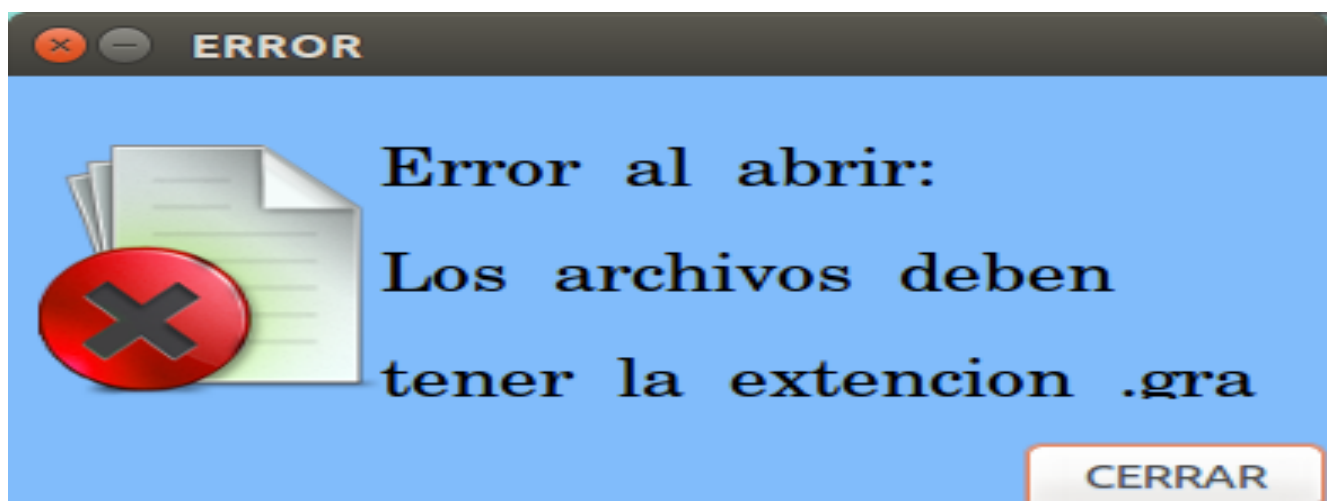 ERROR
Error al abrir:
Los archivos deben
tener la extencion .gra
CERRAR